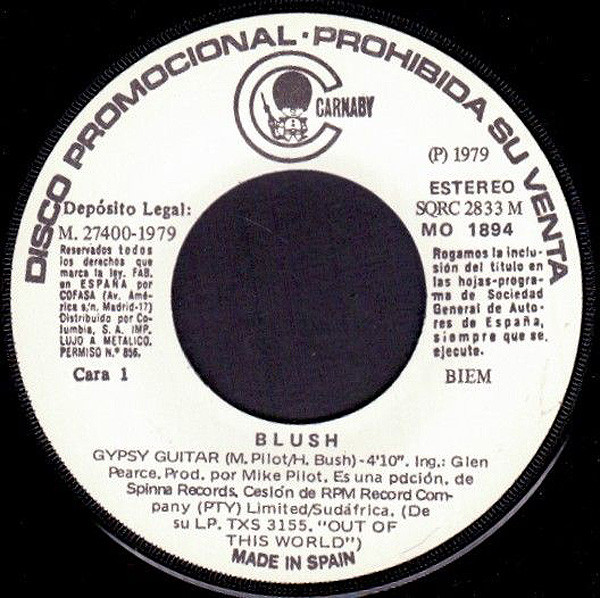 DISCO PROMOCIONAL · PROHIBIDA SU VENTA
CARNABY
(P) 1979
ESTEREO
SQRC 2833 M
MO 1894
Depósito Legal:
M. 27400-1979
Reservados todos
los derechos que
marca la ley. FAB.
en ESPAÑA por
COFASA (Av. Amé-
rica s/n. Madrid-17)
Distribuido por Co-
lumbia, S. A. IMP.
LUJO A METALICO.
PERMISO N.º 856.
Rogamos la inclu-
sión del título en
las hojas-progra-
ma de Sociedad
General de Auto-
res de España,
siempre que se
ejecute.
Cara 1
BIEM
BLUSH
GYPSY GUITAR (M. Pilot/H. Bush) - 4'10". Ing.: Glen
Pearce. Prod. por Mike Pilot. Es una pdción. de
Spinna Records. Cesión de RPM Record Com-
pany (PTY) Limited/Sudáfrica. (De
su LP. TXS 3155. "OUT OF
THIS WORLD")
MADE IN SPAIN